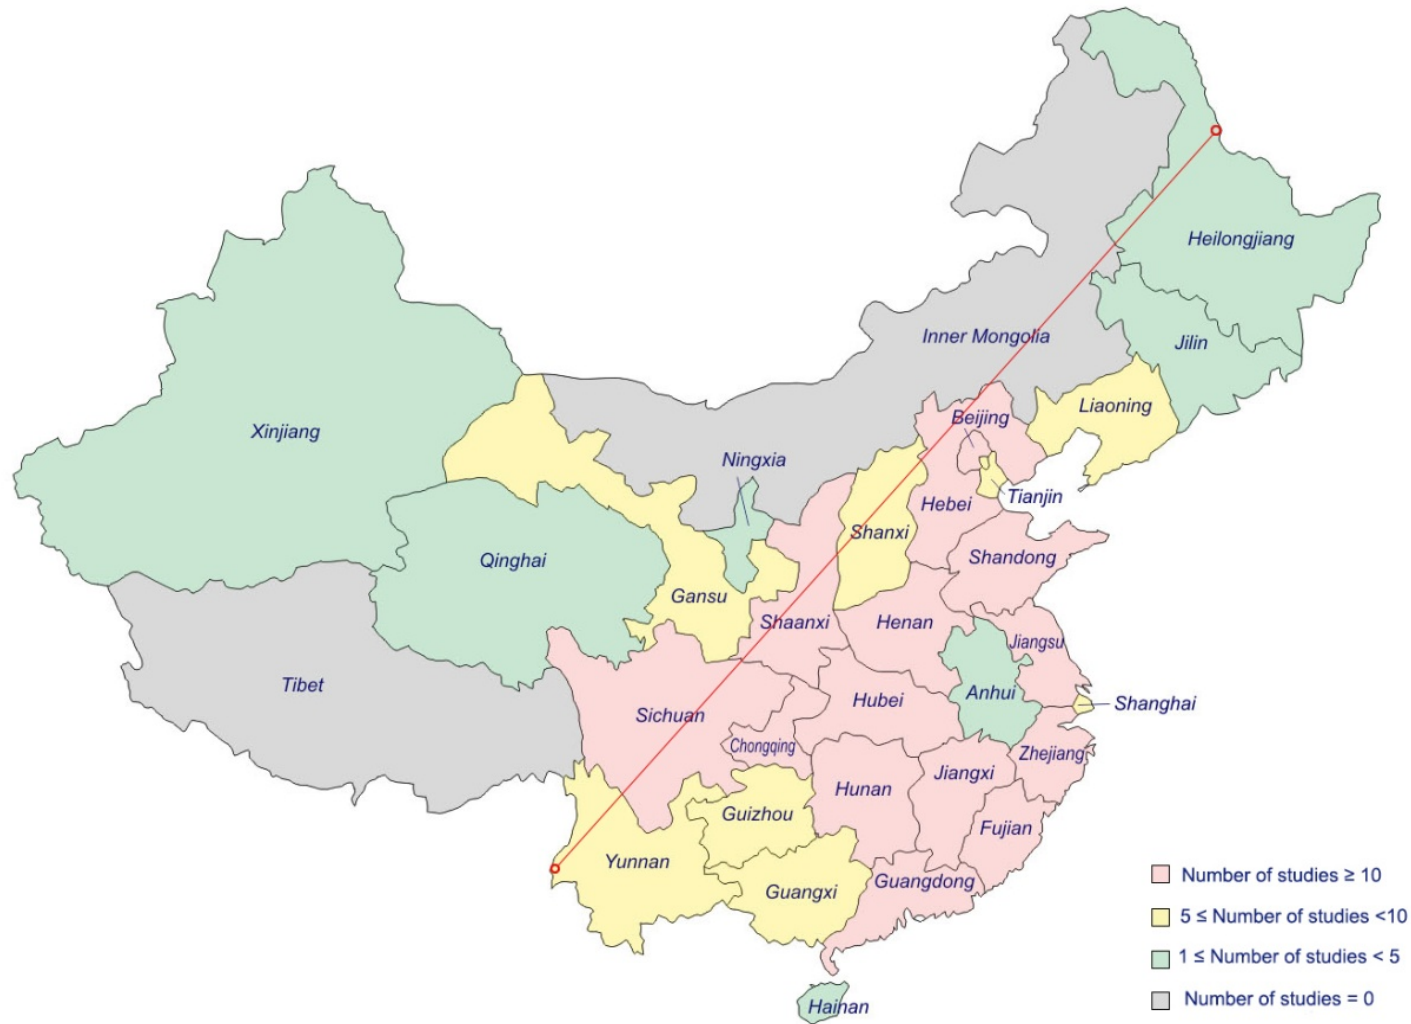 Heilongjiang
Inner Mongolia
Jilin
Liaoning
Beijing
Xinjiang
Ningxia
Tianjin
Hebei
Shanxi
Shandong
Qinghai
Gansu
Shaanxi
Henan
Jiangsu
Tibet
Anhui
Hubei
Shanghai
Sichuan
Chongqing
Zhejiang
Jiangxi
Hunan
Guizhou
Fujian
Yunnan
Guangdong
Guangxi
Hainan
Number of studies ≥ 10
5 ≤ Number of studies <10
1 ≤ Number of studies < 5
Number of studies = 0